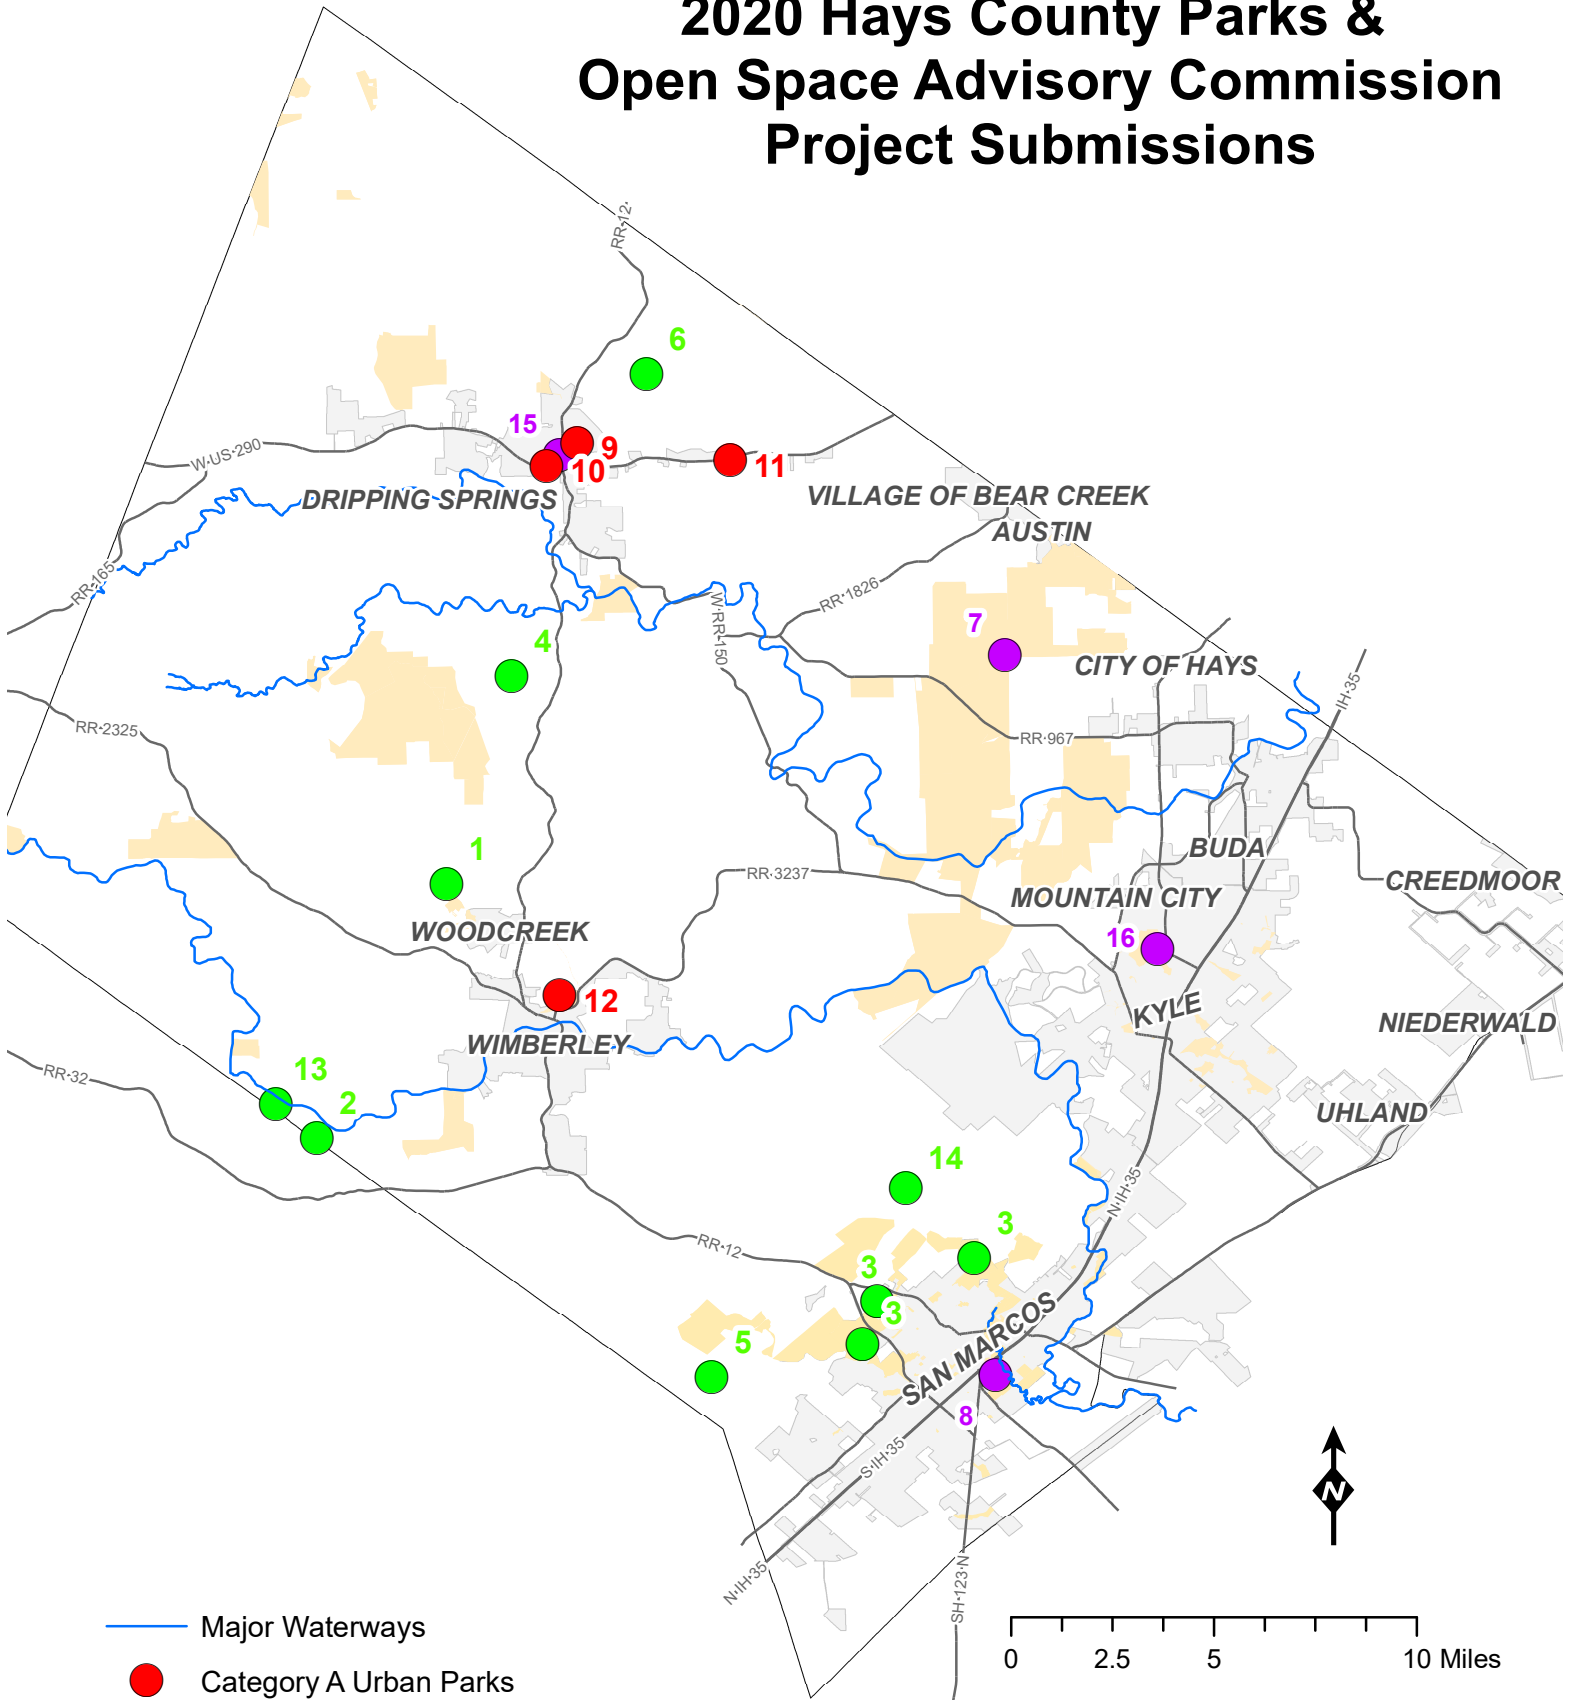 2020 Hays County Parks &
Open Space Advisory Commission
Project Submissions
RR-12
6
15
9
10
11
W-US-290
DRIPPING SPRINGS
VILLAGE OF BEAR CREEK
AUSTIN
RR-165
RR-1826
W-RR-150
7
4
CITY OF HAYS
IH-35
RR-2325
RR-967
1
BUDA
RR-3237
CREEDMOOR
MOUNTAIN CITY
WOODCREEK
16
12
KYLE
NIEDERWALD
WIMBERLEY
13
RR-32
2
UHLAND
14
N-IH-35
3
RR-12
3
3
5
SAN MARCOS
8
S-IH-35
N
N-IH-35
SH-123-N
Major Waterways
Category A Urban Parks
0 2.5 5 10 Miles